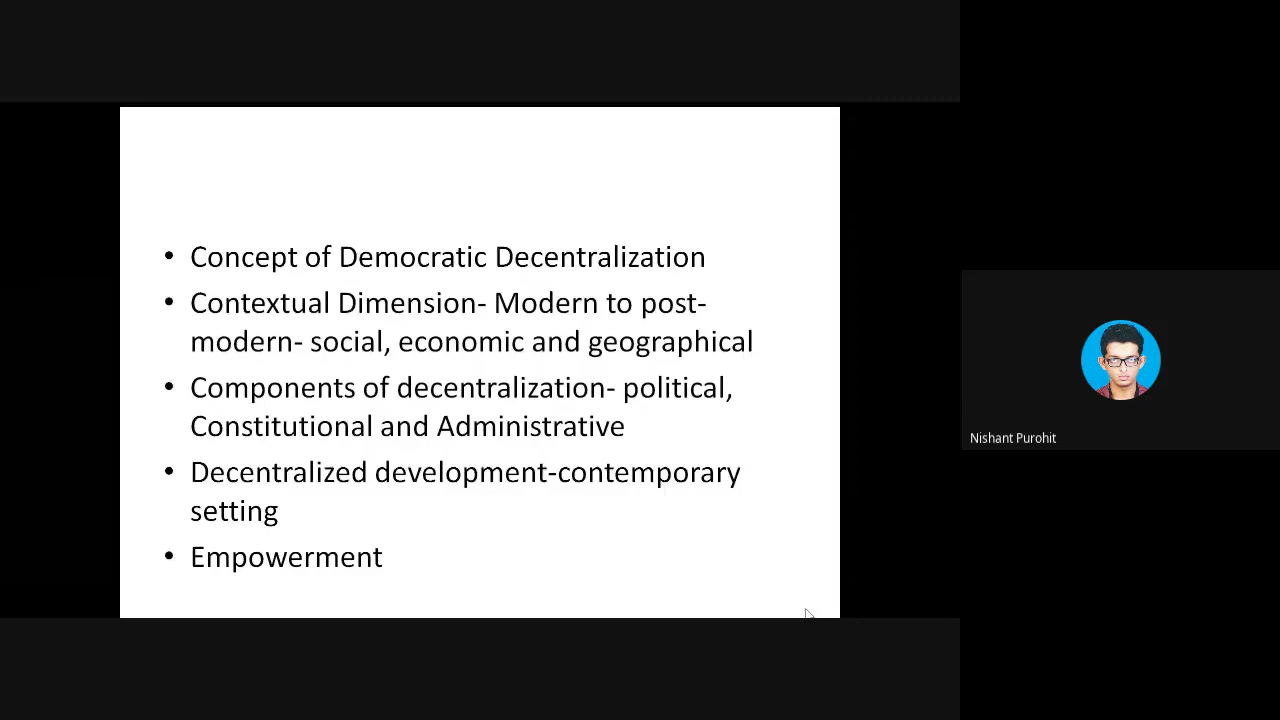 • Concept of Democratic Decentralization
• Contextual Dimension- Modern to post-
modern- social, economic and geographical
• Components of decentralization- political,
Constitutional and Administrative
• Decentralized development-contemporary
setting
• Empowerment
Nishant Purohit